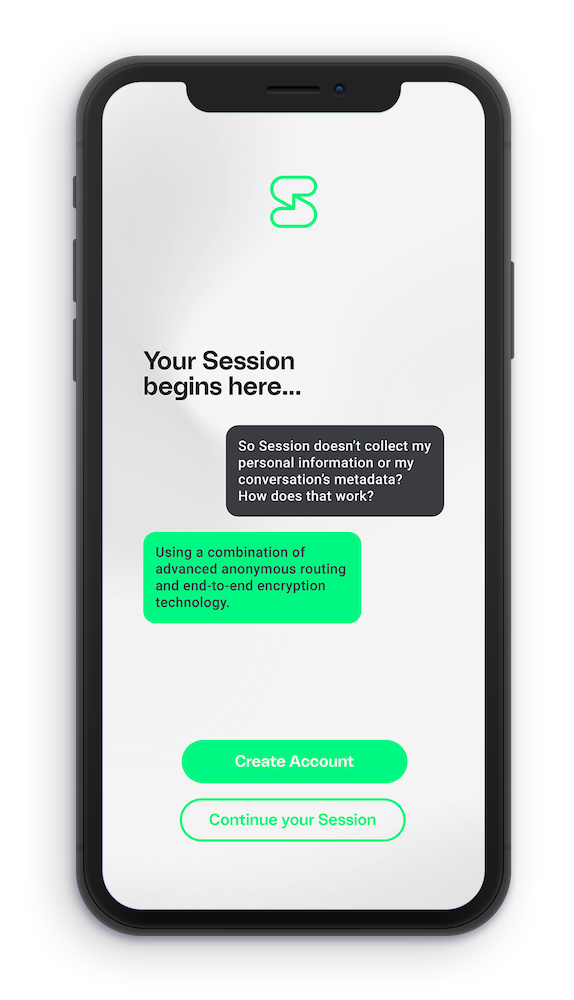 Your Session
begins here...
So Session doesn't collect my
personal information or my
conversation's metadata?
How does that work?
Using a combination of
advanced anonymous routing
and end-to-end encryption
technology.
Create Account
Continue your Session